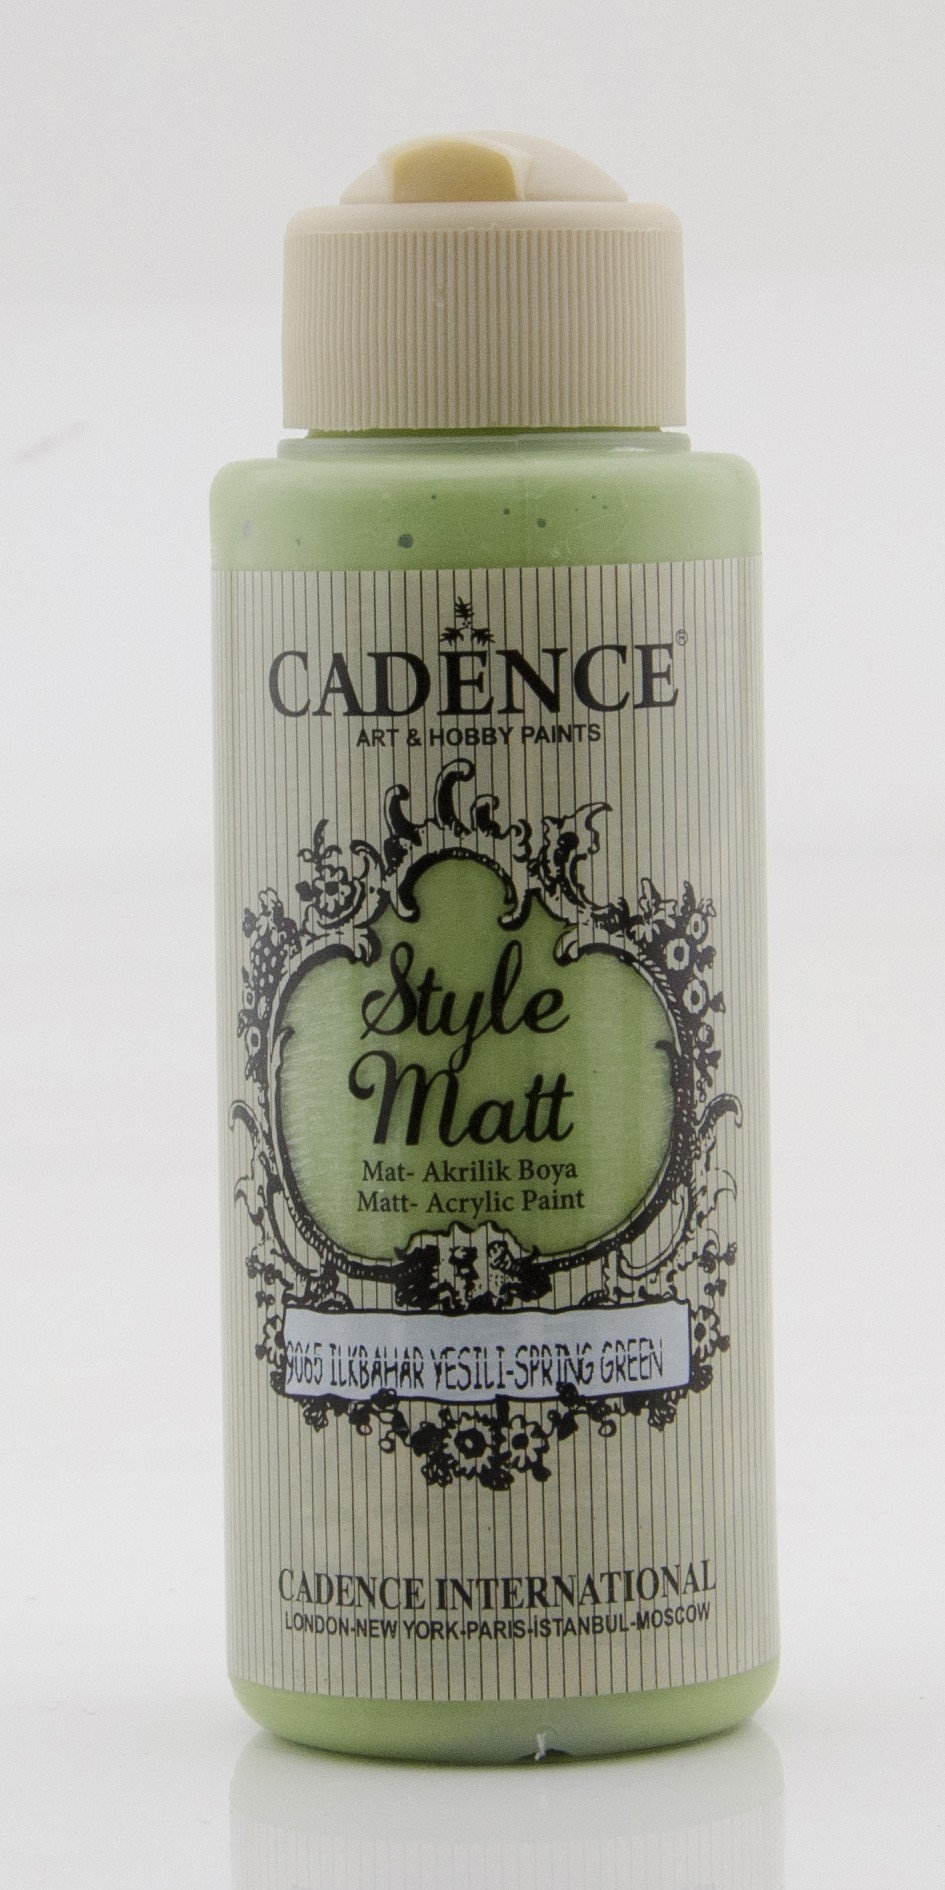 CADENCE®
ART & HOBBY PAINTS
Style
Matt
Mat- Akrilik Boya
Matt- Acrylic Paint
9065 ILKBAHAR YESILI-SPRING GREEN
CADENCE INTERNATIONAL
LONDON-NEW YORK-PARIS-İSTANBUL-MOSCOW